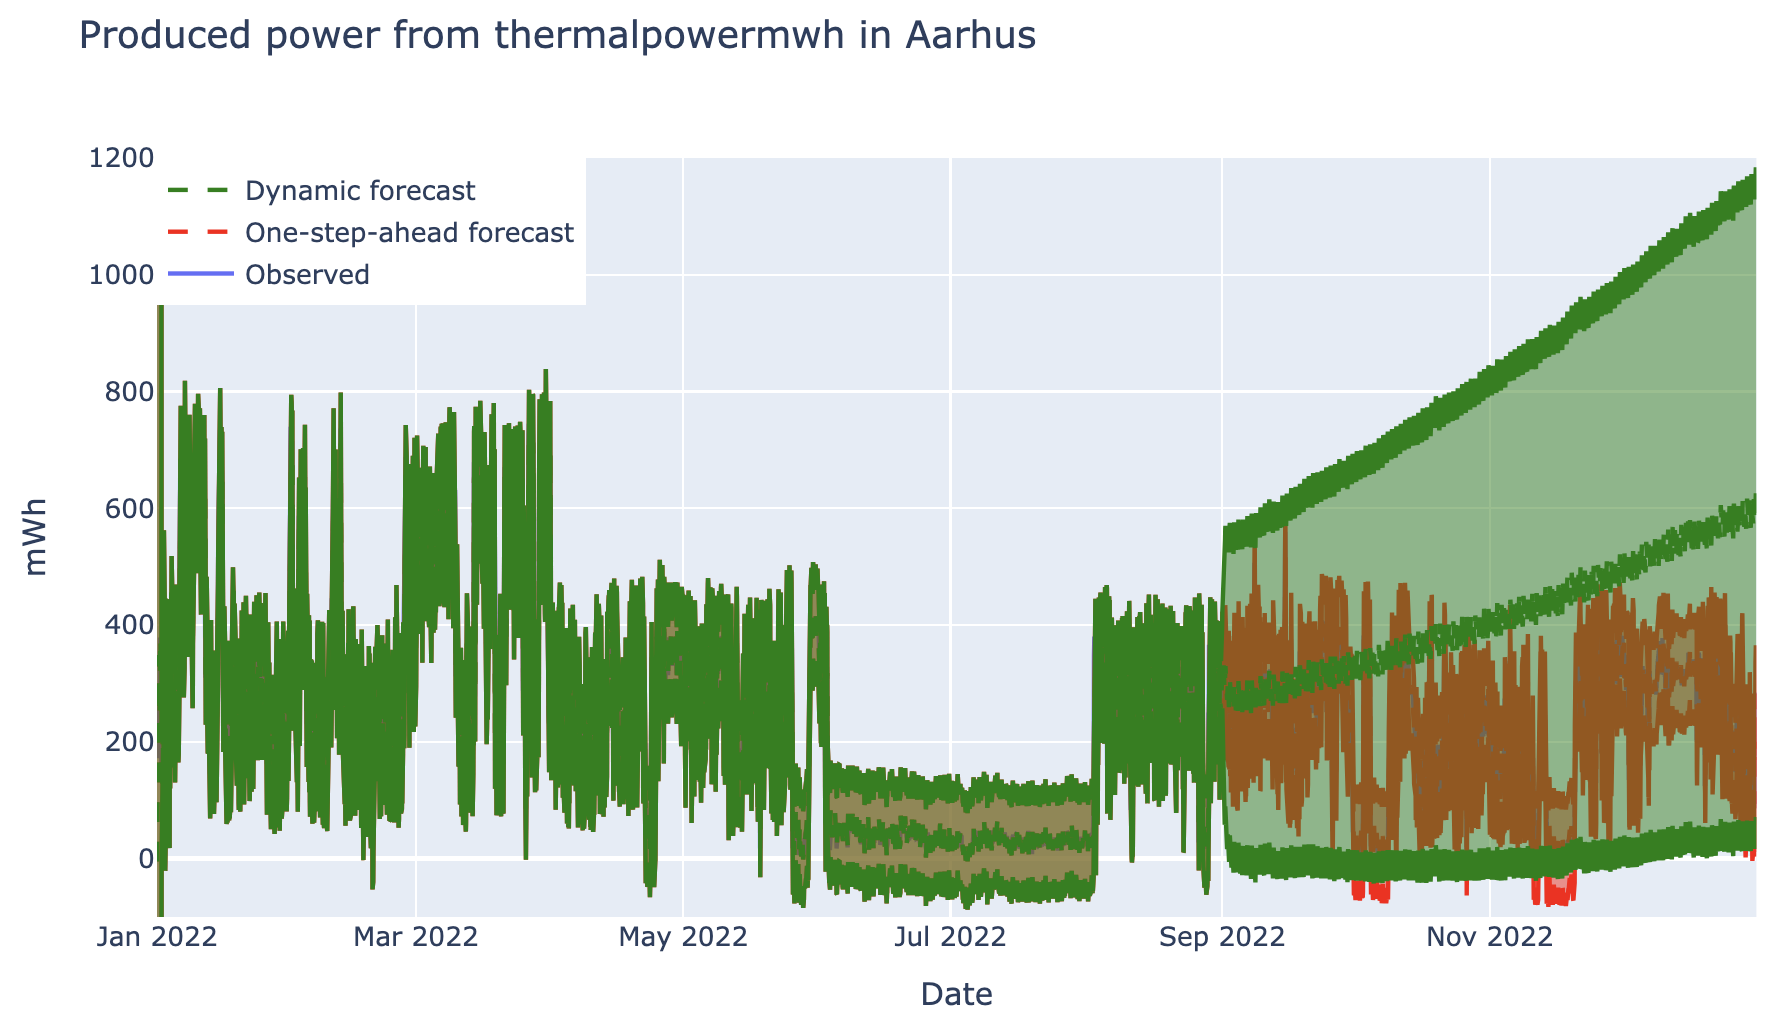 Produced power from thermalpowermwh in Aarhus
1200
1000
800
600
400
200
0
mWh
Dynamic forecast
One-step-ahead forecast
Observed
Jan 2022
Mar 2022
May 2022
Jul 2022
Sep 2022
Nov 2022
Date